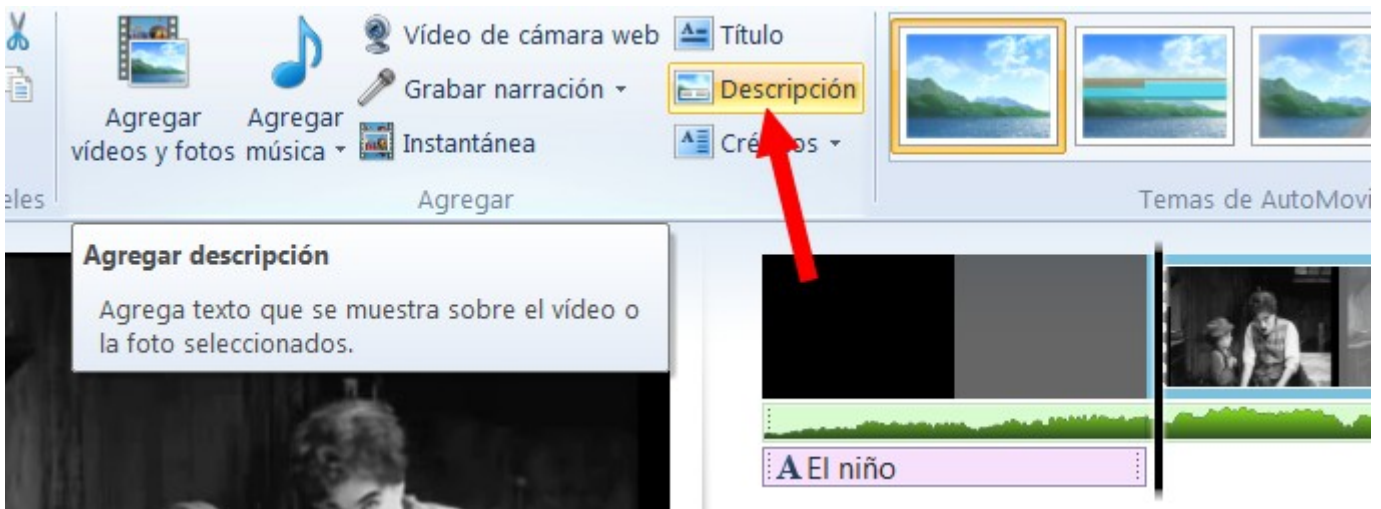 Vídeo de cámara web
Título
Grabar narración
Descripción
Agregar
vídeos y fotos
Agregar
música
Instantánea
eles
Agregar
Temas de AutoMovi
Agregar descripción
Agrega texto que se muestra sobre el vídeo o
la foto seleccionados.
A El niño